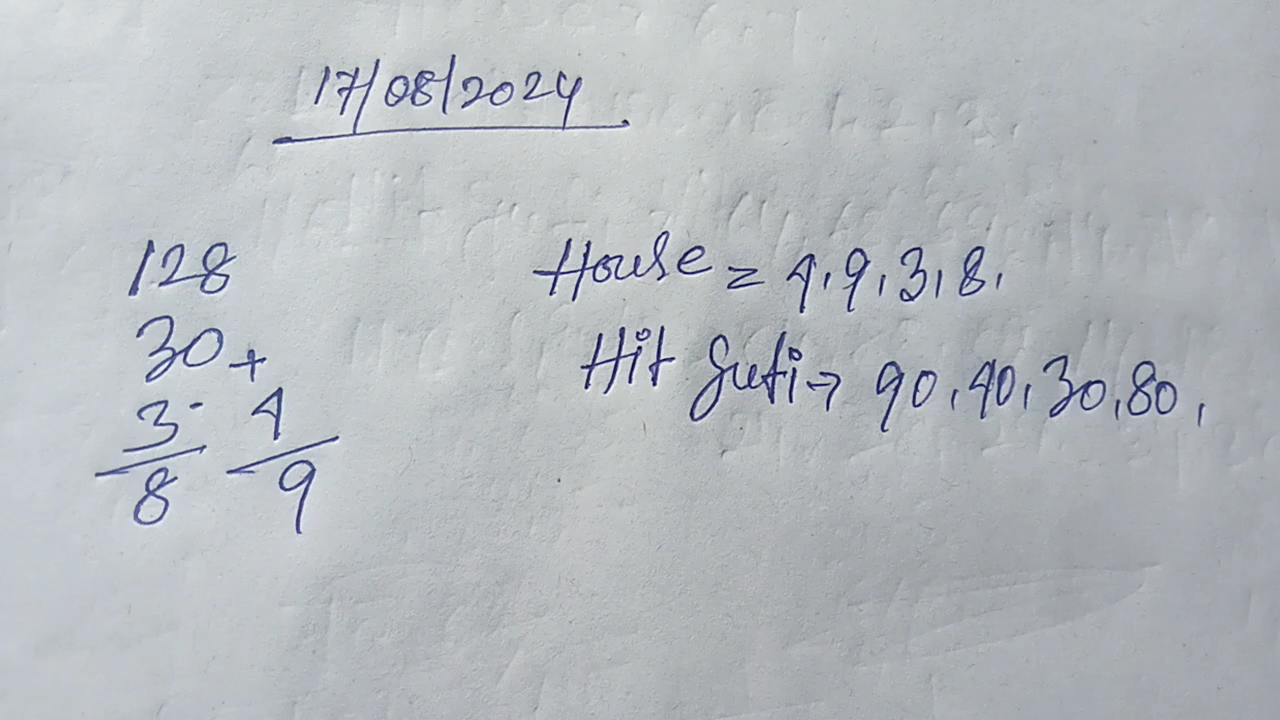 17/08/2024
128
30+
3 4
8 9
House = 4,9,3,8,
Hit Juti → 90,40,30,80,